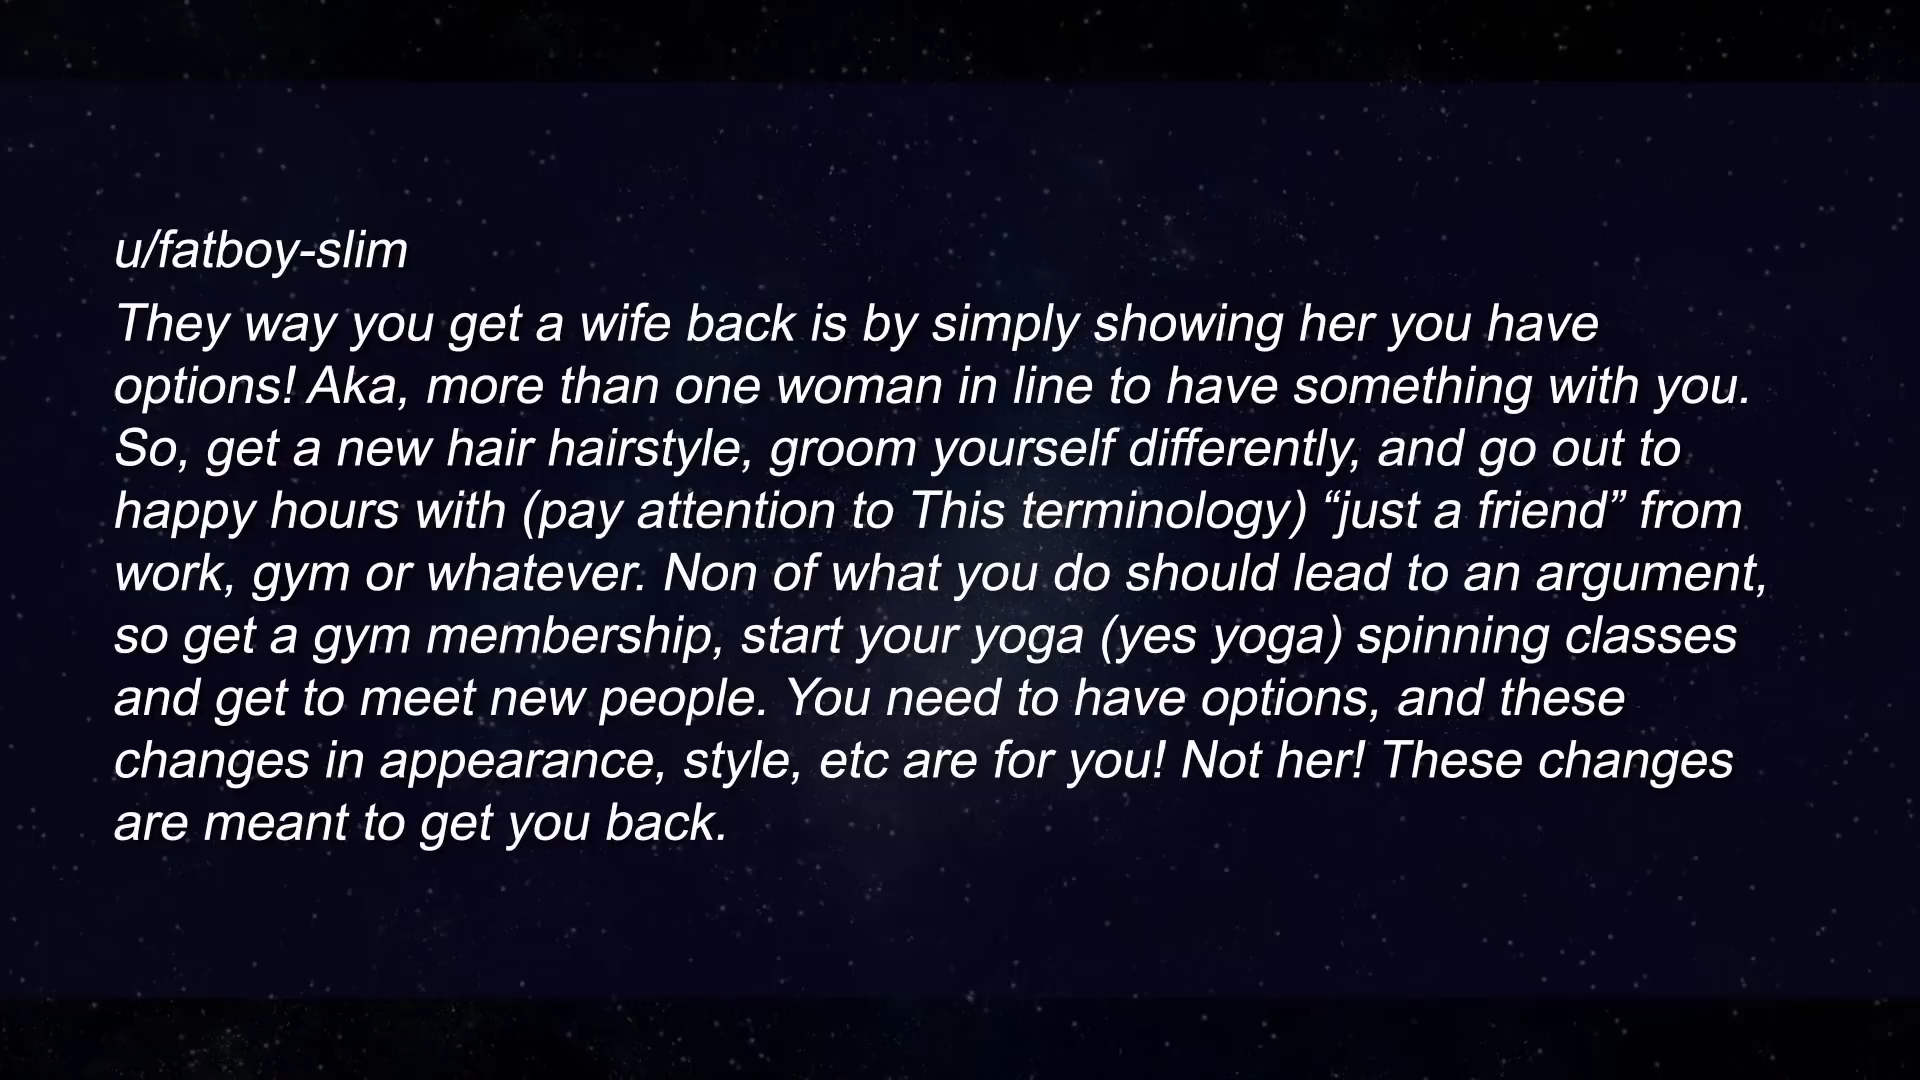 u/fatboy-slim
They way you get a wife back is by simply showing her you have
options! Aka, more than one woman in line to have something with you.
So, get a new hair hairstyle, groom yourself differently, and go out to
happy hours with (pay attention to This terminology) “just a friend” from
work, gym or whatever. Non of what you do should lead to an argument,
so get a gym membership, start your yoga (yes yoga) spinning classes
and get to meet new people. You need to have options, and these
changes in appearance, style, etc are for you! Not her! These changes
are meant to get you back.